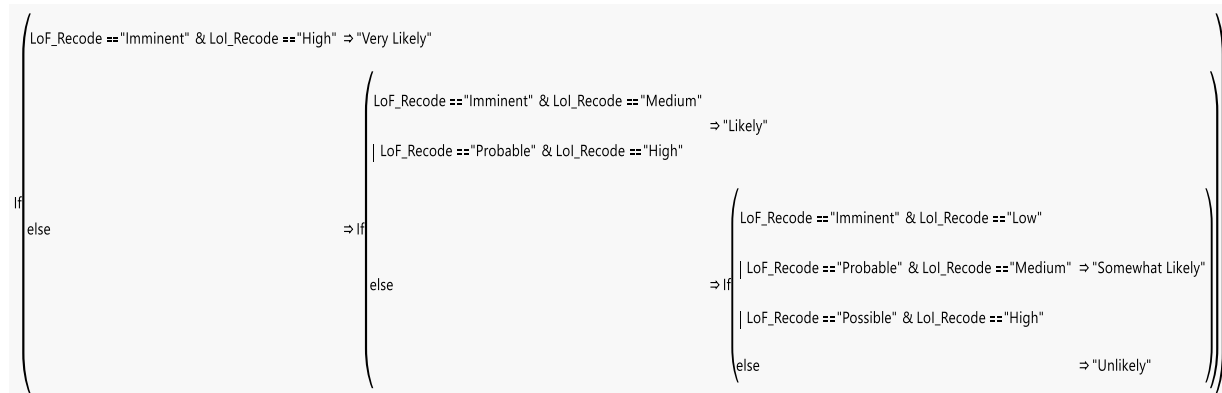 LoF_Recode == "Imminent" & LoI_Recode == "High" ⇒ "Very Likely"
LoF_Recode == "Imminent" & LoI_Recode == "Medium"
⇒ "Likely"
| LoF_Recode == "Probable" & LoI_Recode == "High"
If
else ⇒ If
LoF_Recode == "Imminent" & LoI_Recode == "Low"
else ⇒ If
| LoF_Recode == "Probable" & LoI_Recode == "Medium" ⇒ "Somewhat Likely"
| LoF_Recode == "Possible" & LoI_Recode == "High"
else ⇒ "Unlikely"